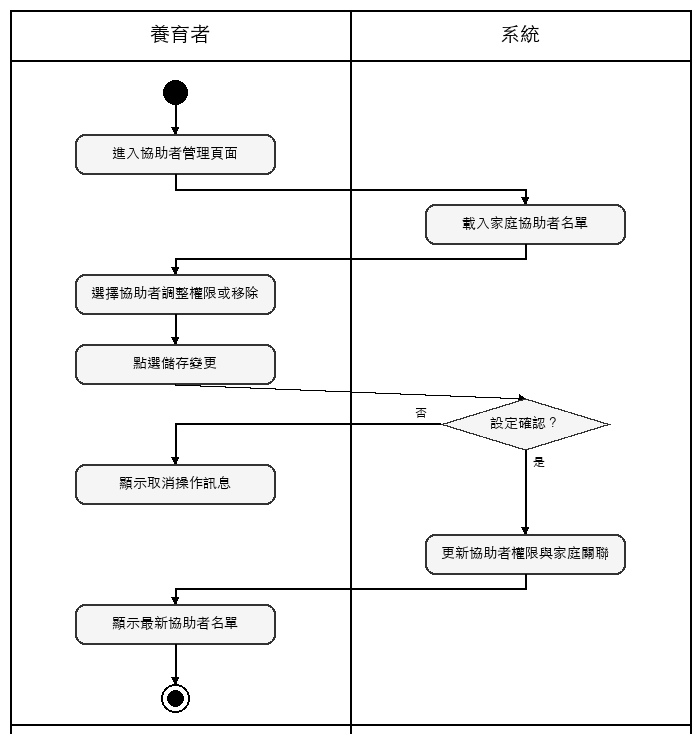 養育者
系統
進入協助者管理頁面
載入家庭協助者名單
選擇協助者調整權限或移除
點選儲存變更
設定確認？
否
是
顯示取消操作訊息
更新協助者權限與家庭關聯
顯示最新協助者名單